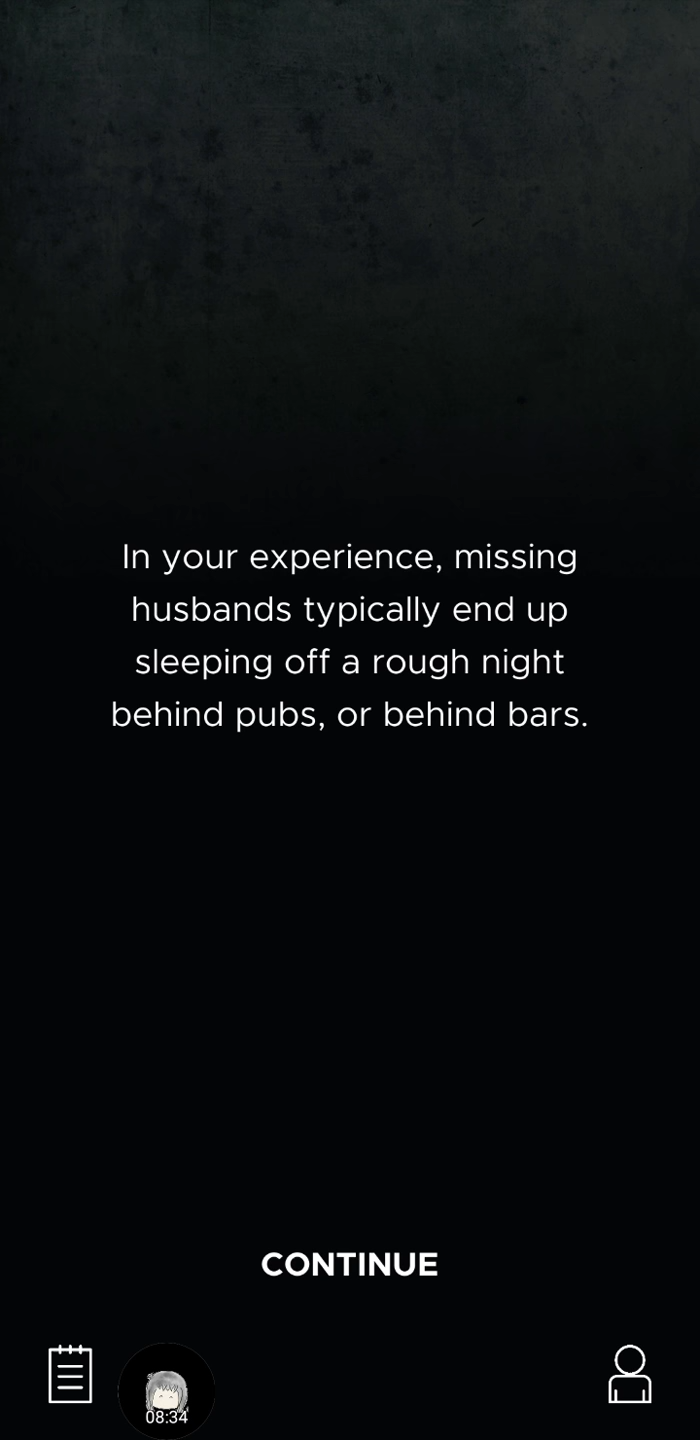 In your experience, missing
husbands typically end up
sleeping off a rough night
behind pubs, or behind bars.
CONTINUE
08:34